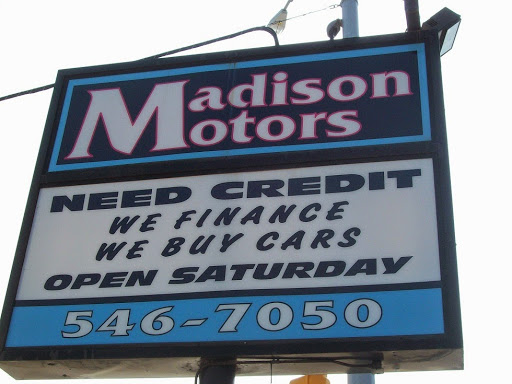 Madison
Motors
NEED CREDIT
WE FINANCE
WE BUY CARS
OPEN SATURDAY
546-7050